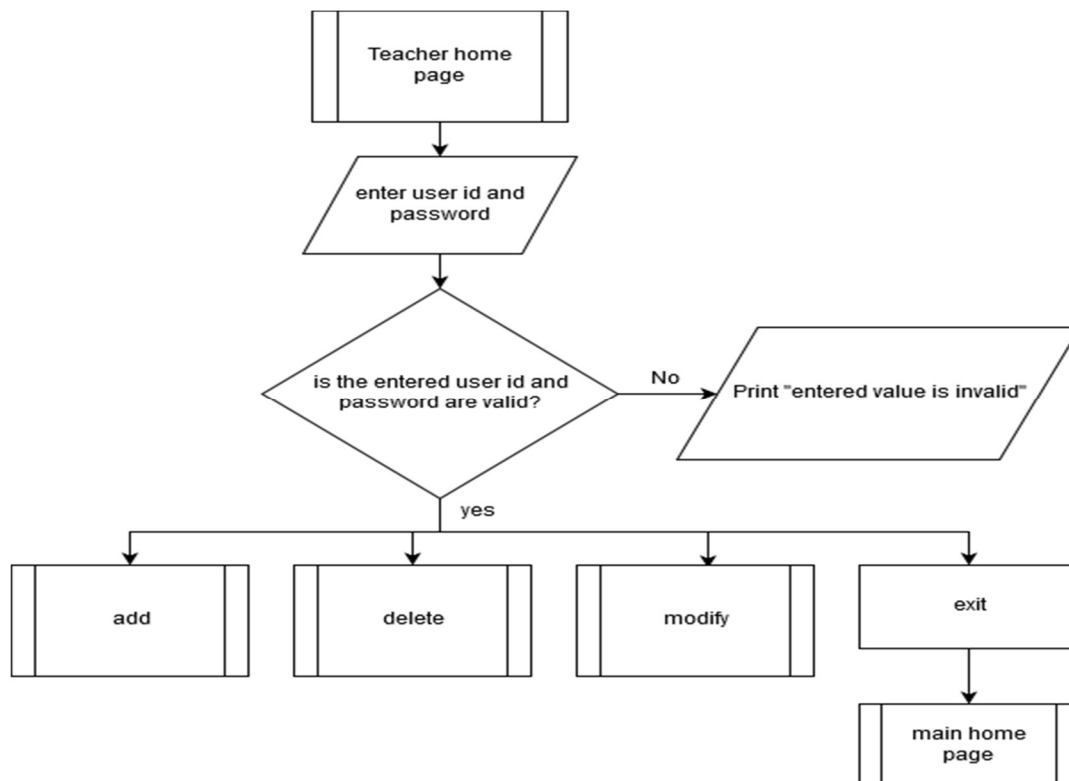 Teacher home
page
enter user id and
password
is the entered user id and
password are valid?
No
Print "entered value is invalid"
yes
add
delete
modify
exit
main home
page